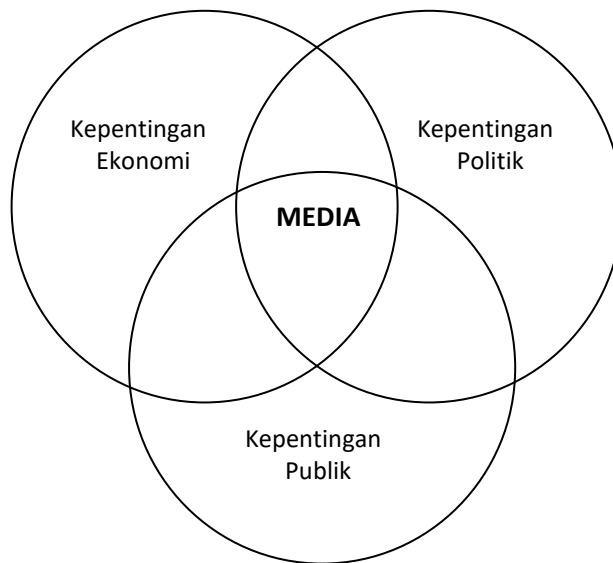 Kepentingan
Ekonomi
Kepentingan
Politik
MEDIA
Kepentingan
Publik